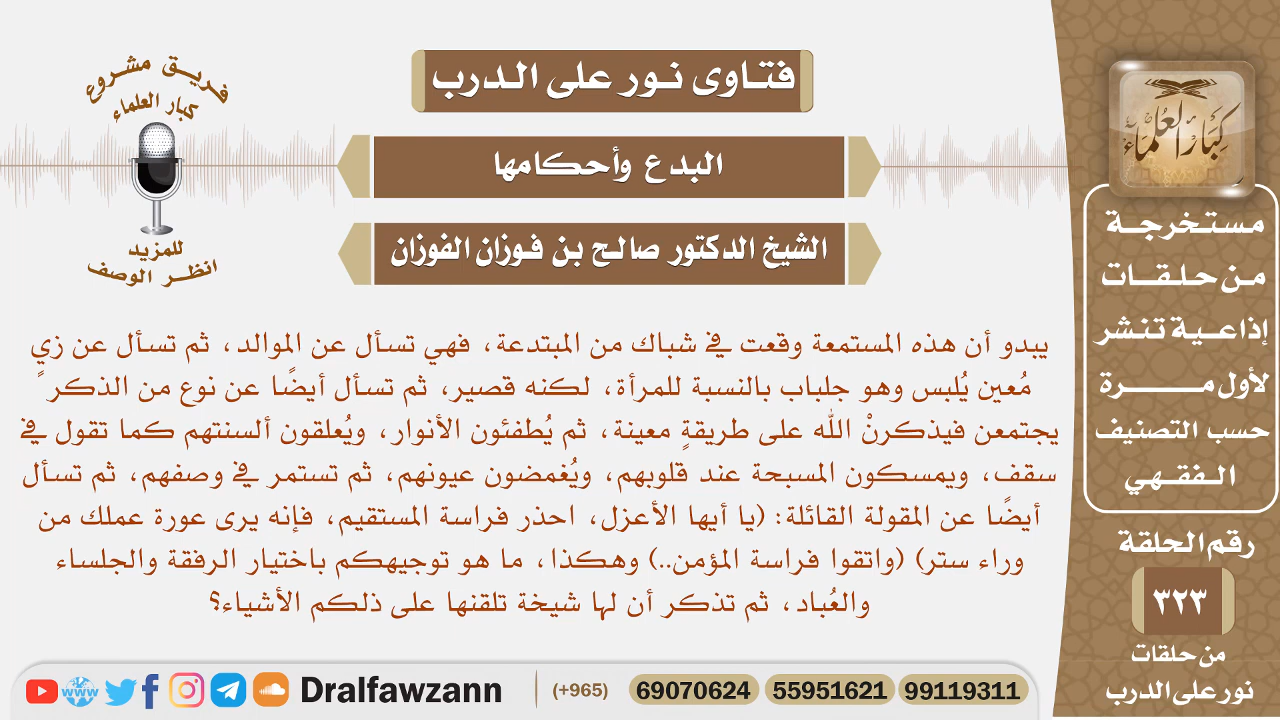 فتاوى نور على الدرب
البدع وأحكامها
الشيخ الدكتور صالح بن فوزان الفوزان
فريق مشروع
كبار العلماء
للمزيد
انظر الوصف
يبدو أن هذه المستمعة وقعت في شباك من المبتدعة، فهي تسأل عن الموالد، ثم تسأل عن زيٍ
مُعين يُلبس وهو جلباب بالنسبة للمرأة، لكنه قصير، ثم تسأل أيضًا عن نوع من الذكر
يجتمعن فيذكرنْ الله على طريقةٍ معينة، ثم يُطفئون الأنوار، ويُعلقون ألسنتهم كما تقول في
سقف، ويمسكون المسبحة عند قلوبهم، ويُغمضون عيونهم، ثم تستمر في وصفهم، ثم تسأل
أيضًا عن المقولة القائلة: (يا أيها الأعزل، احذر فراسة المستقيم، فإنه يرى عورة عملك من
وراء ستر) (واتقوا فراسة المؤمن..) وهكذا، ما هو توجيهكم باختيار الرفقة والجلساء
والعُباد، ثم تذكر أن لها شيخة تلقنها على ذلكم الأشياء؟
كبار العلماء
مستخرجة
من حلقات
إذاعية تنشر
لأول مرة
حسب التصنيف
الفقهي
رقم الحلقة
٣٢٣
من حلقات
نور على الدرب
www Dralfawzann (+965) 69070624 55951621 99119311